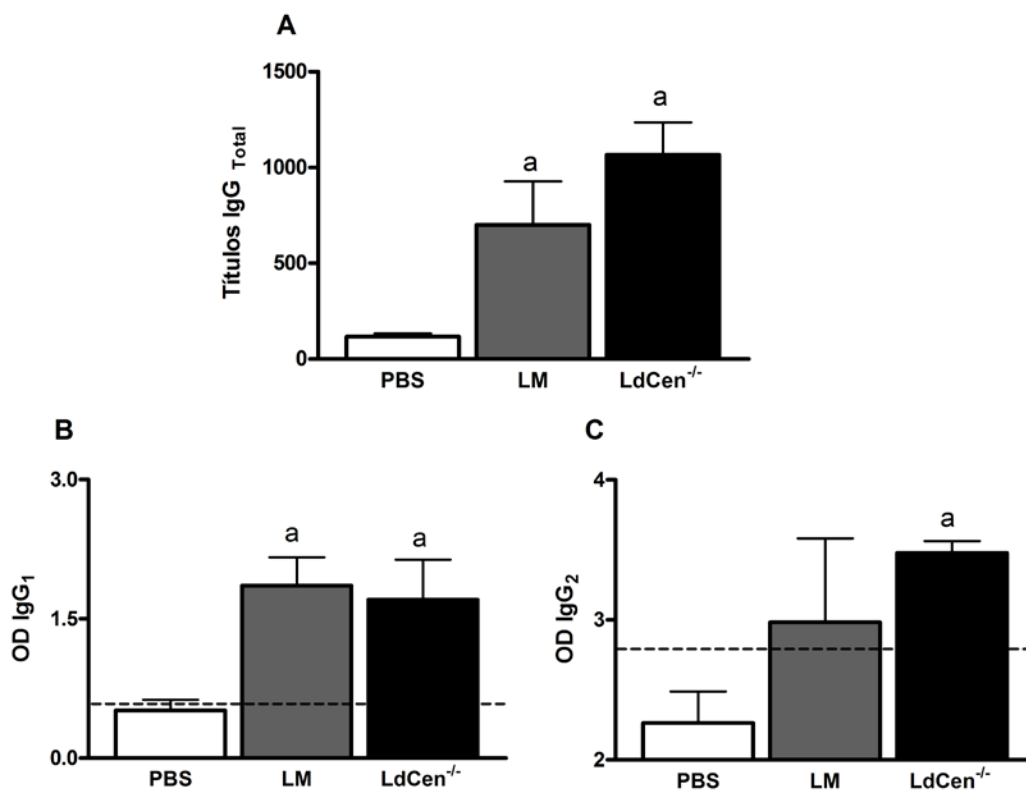 A
Títulos IgG Total
1500
1000
500
0
a
a
PBS
LM
LdCen-/-
B
OD IgG1
3.0
1.5
0.0
a
a
PBS
LM
LdCen-/-
C
OD IgG2
4
3
2
a
PBS
LM
LdCen-/-